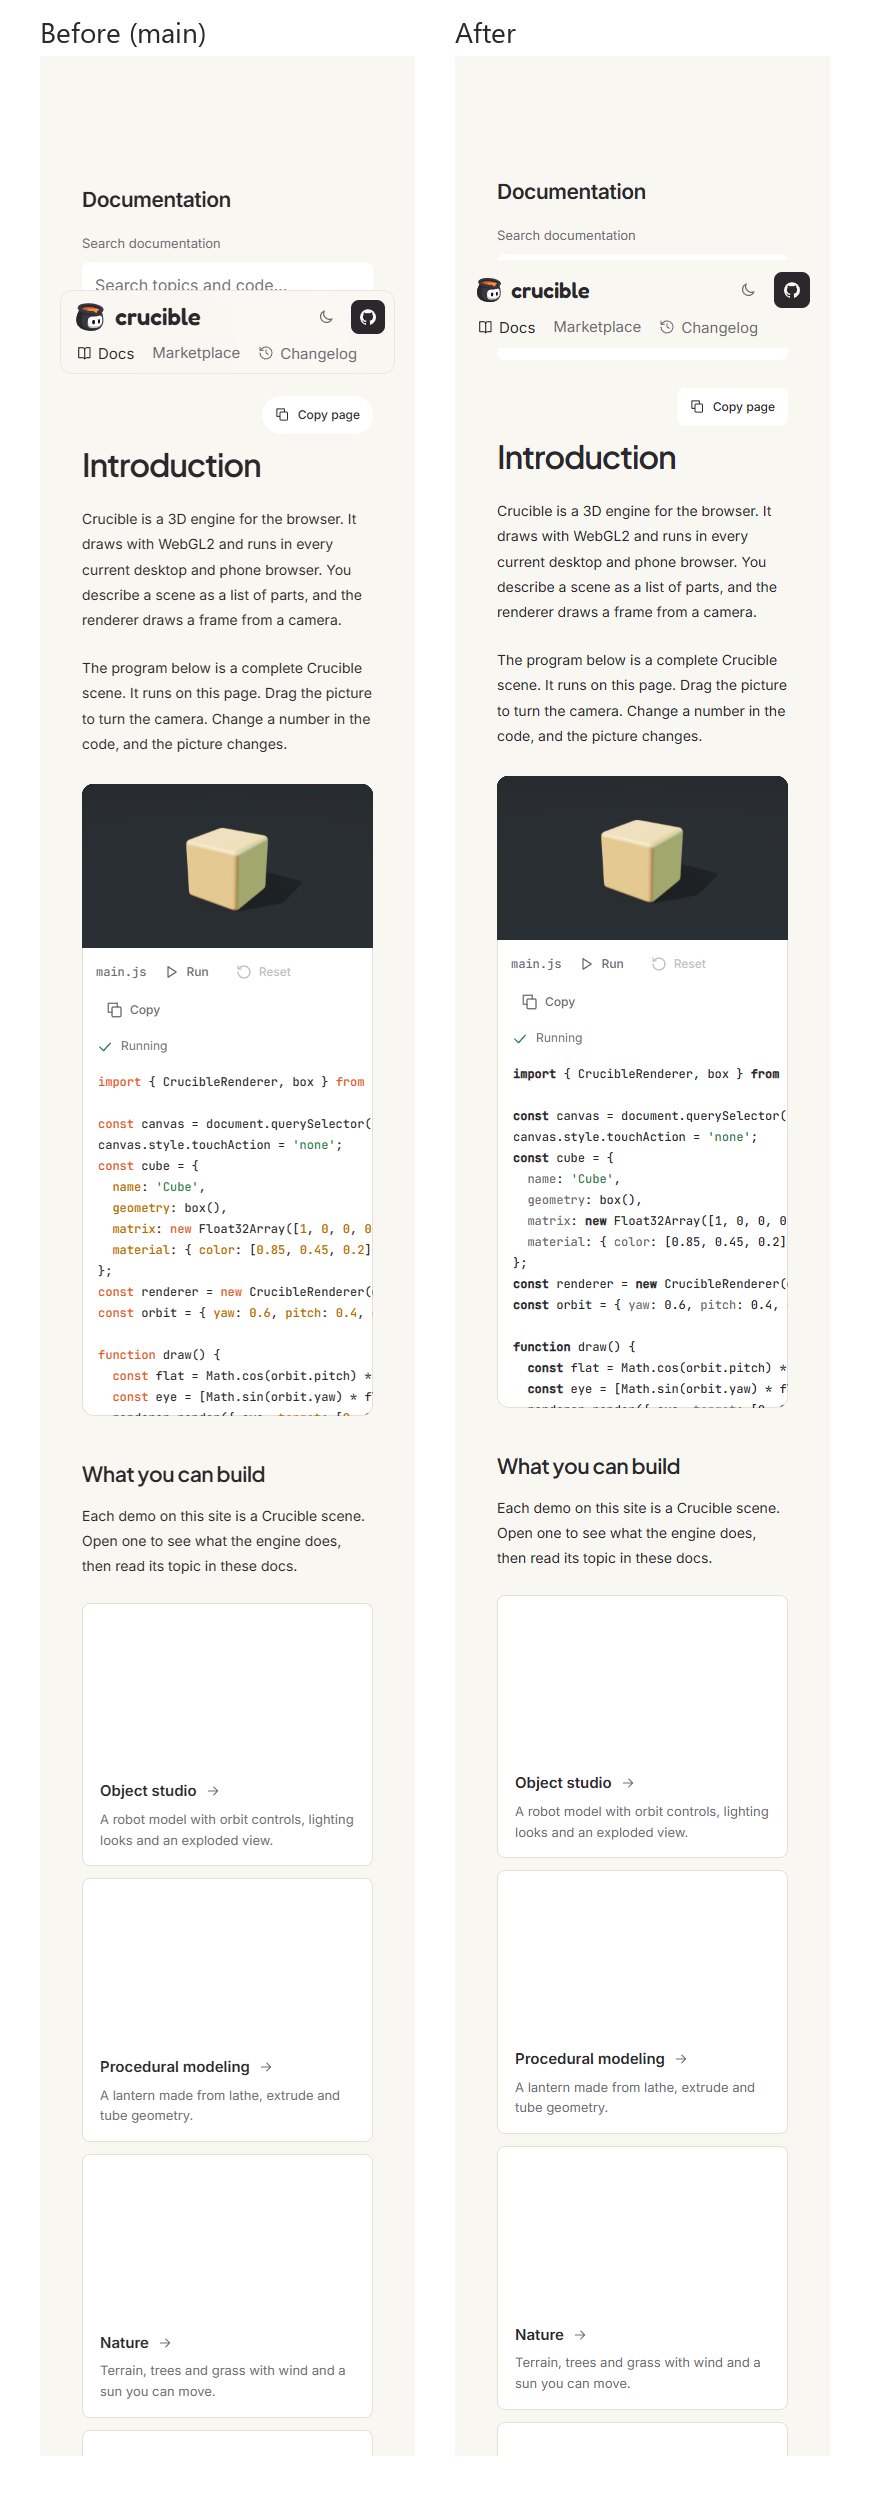 Before (main)
Documentation
Search documentation
Search topics and code...
crucible
Docs Marketplace Changelog
Copy page
Introduction
Crucible is a 3D engine for the browser. It
draws with WebGL2 and runs in every
current desktop and phone browser. You
describe a scene as a list of parts, and the
renderer draws a frame from a camera.
The program below is a complete Crucible
scene. It runs on this page. Drag the picture
to turn the camera. Change a number in the
code, and the picture changes.
main.js Run Reset
Copy
Running
import { CrucibleRenderer, box } from
const canvas = document.querySelector(
canvas.style.touchAction = 'none';
const cube = {
name: 'Cube',
geometry: box(),
matrix: new Float32Array([1, 0, 0, 0
material: { color: [0.85, 0.45, 0.2]
};
const renderer = new CrucibleRenderer(
const orbit = { yaw: 0.6, pitch: 0.4,
function draw() {
const flat = Math.cos(orbit.pitch) *
const eye = [Math.sin(orbit.yaw) *
What you can build
Each demo on this site is a Crucible scene.
Open one to see what the engine does,
then read its topic in these docs.
Object studio →
A robot model with orbit controls, lighting
looks and an exploded view.
Procedural modeling →
A lantern made from lathe, extrude and
tube geometry.
Nature →
Terrain, trees and grass with wind and a
sun you can move.
After
Documentation
Search documentation
crucible
Docs Marketplace Changelog
Copy page
Introduction
Crucible is a 3D engine for the browser. It
draws with WebGL2 and runs in every
current desktop and phone browser. You
describe a scene as a list of parts, and the
renderer draws a frame from a camera.
The program below is a complete Crucible
scene. It runs on this page. Drag the picture
to turn the camera. Change a number in the
code, and the picture changes.
main.js Run Reset
Copy
Running
import { CrucibleRenderer, box } from
const canvas = document.querySelector(
canvas.style.touchAction = 'none';
const cube = {
name: 'Cube',
geometry: box(),
matrix: new Float32Array([1, 0, 0, 0
material: { color: [0.85, 0.45, 0.2]
};
const renderer = new CrucibleRenderer(
const orbit = { yaw: 0.6, pitch: 0.4,
function draw() {
const flat = Math.cos(orbit.pitch) *
const eye = [Math.sin(orbit.yaw) *
What you can build
Each demo on this site is a Crucible scene.
Open one to see what the engine does,
then read its topic in these docs.
Object studio →
A robot model with orbit controls, lighting
looks and an exploded view.
Procedural modeling →
A lantern made from lathe, extrude and
tube geometry.
Nature →
Terrain, trees and grass with wind and a
sun you can move.